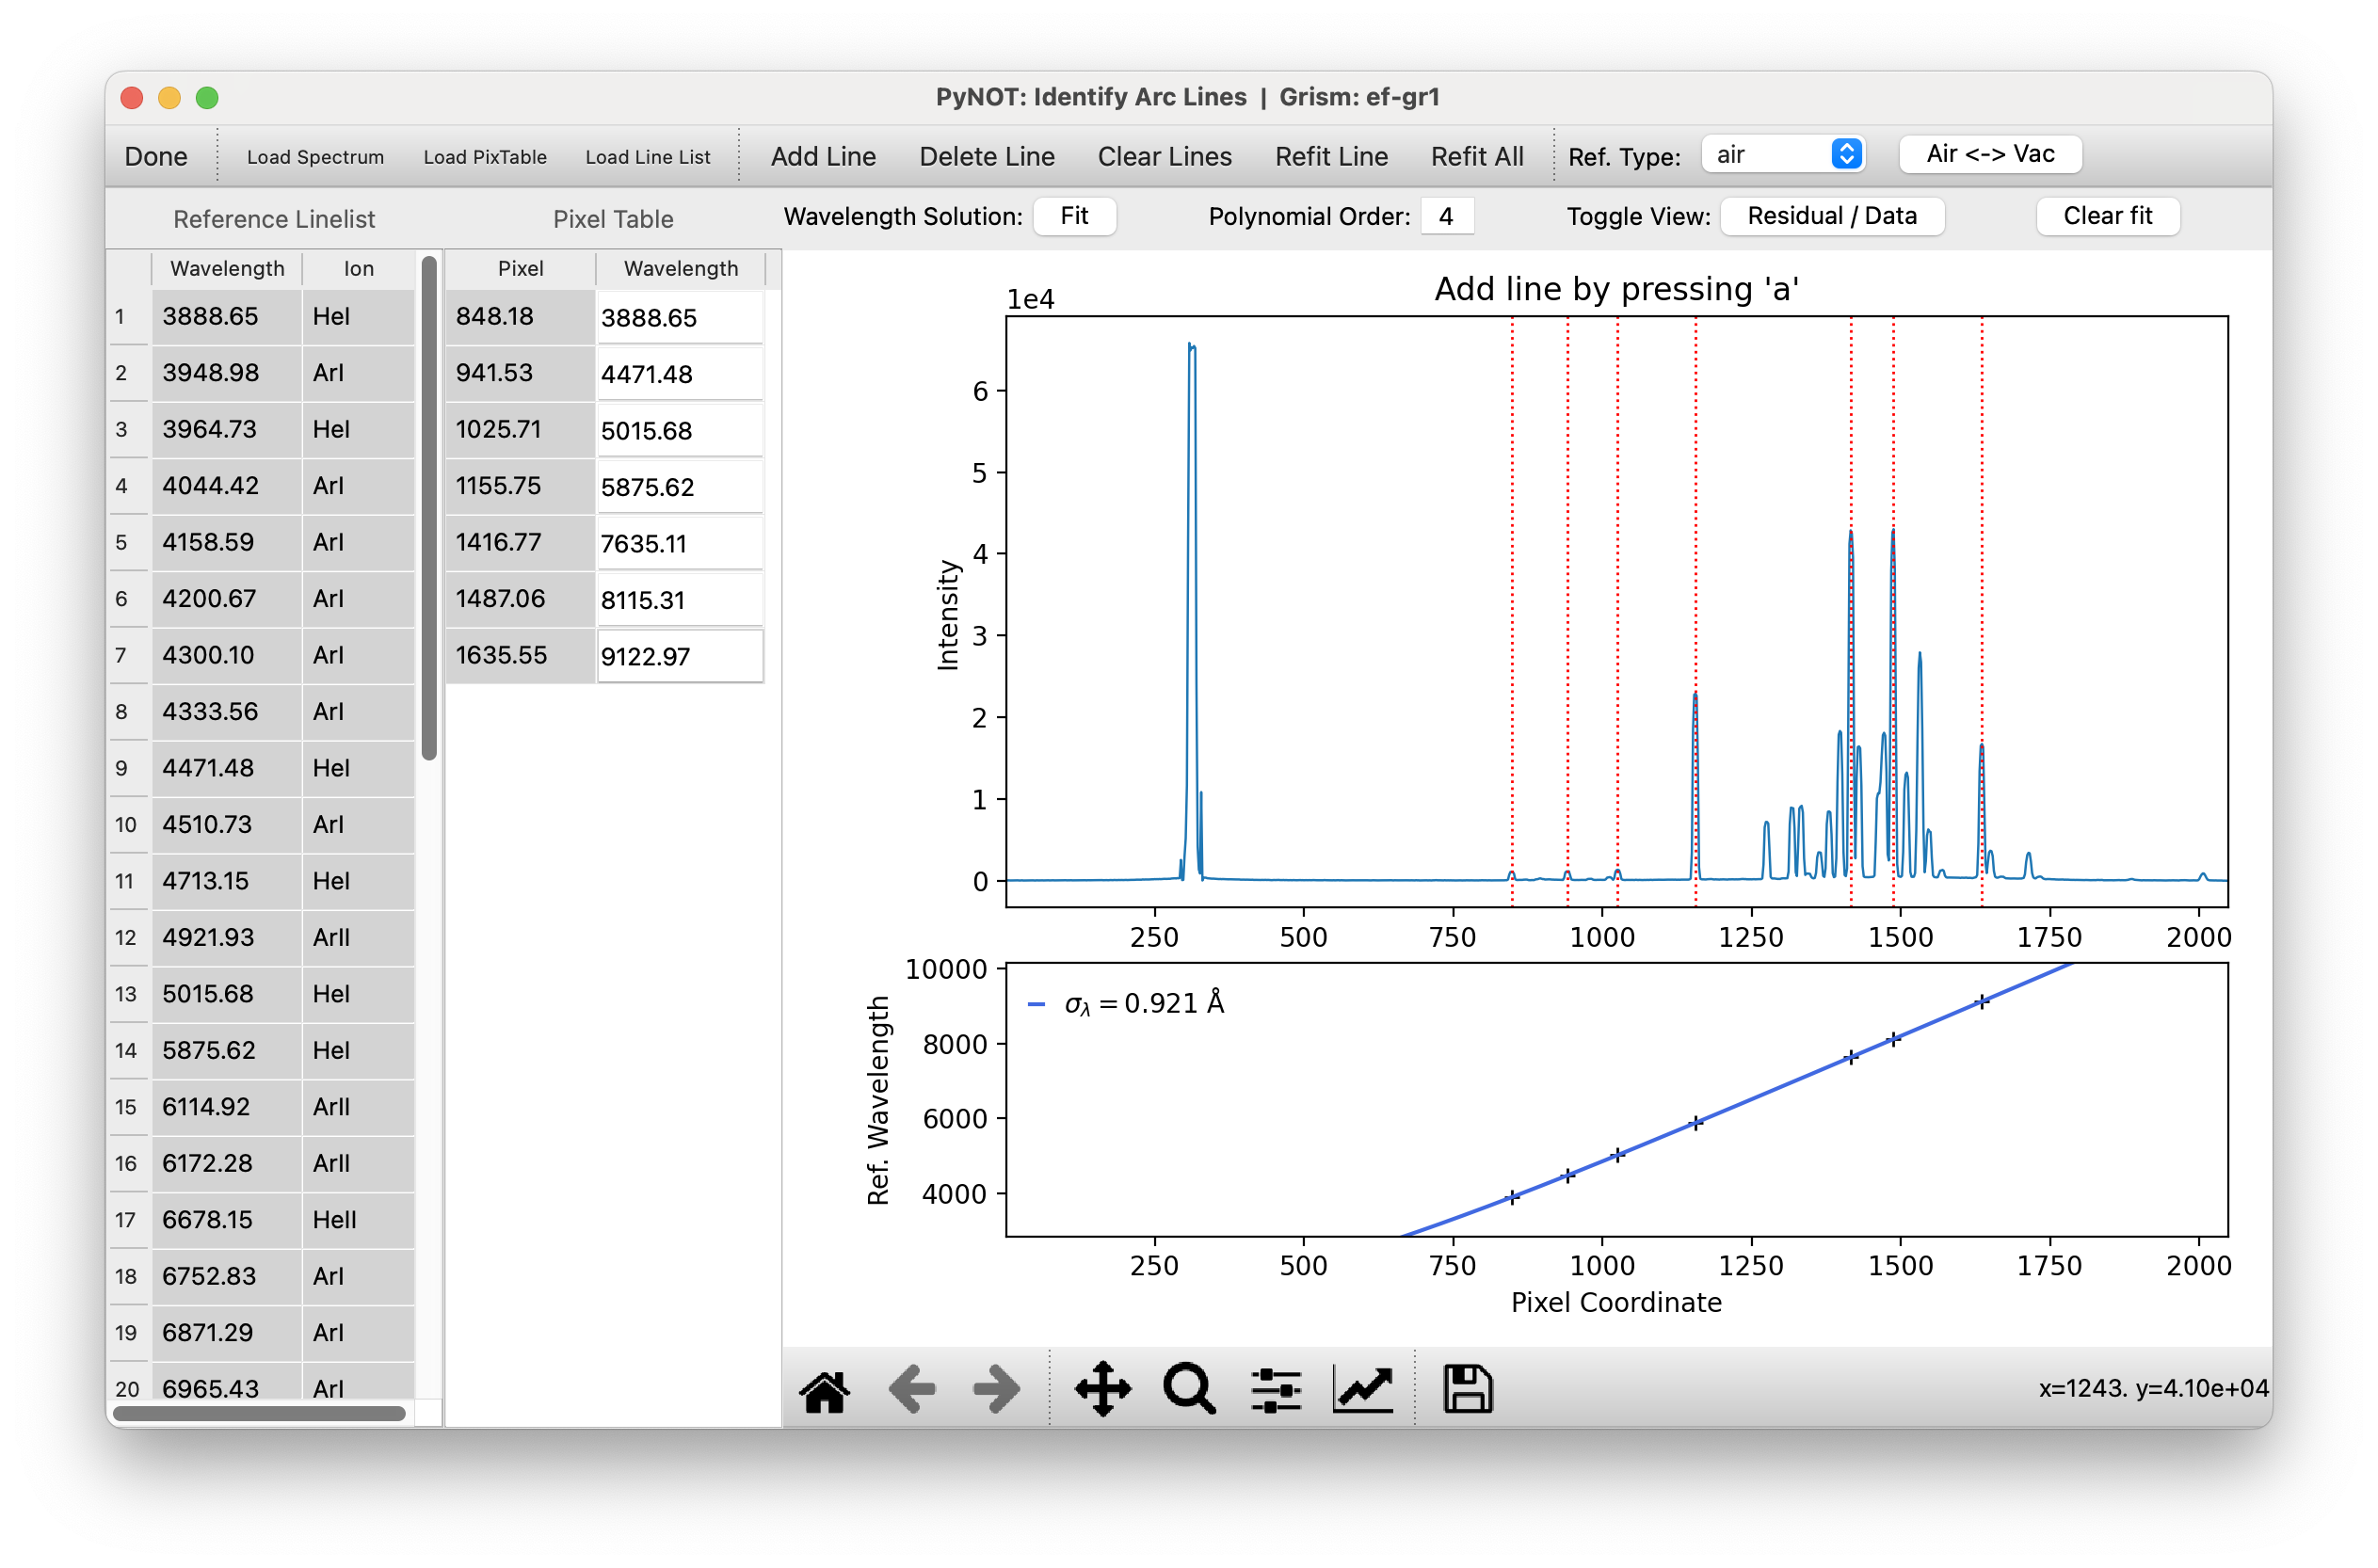 PyNOT: Identify Arc Lines | Grism: ef-gr1
Done Load Spectrum Load PixTable Load Line List Add Line Delete Line Clear Lines Refit Line Refit All Ref. Type: air Air <-> Vac
Reference Linelist Pixel Table Wavelength Solution: Fit Polynomial Order: 4 Toggle View: Residual / Data Clear fit
Wavelength Ion
1 3888.65 HeI
2 3948.98 ArI
3 3964.73 HeI
4 4044.42 ArI
5 4158.59 ArI
6 4200.67 ArI
7 4300.10 ArI
8 4333.56 ArI
9 4471.48 HeI
10 4510.73 ArI
11 4713.15 HeI
12 4921.93 ArII
13 5015.68 HeI
14 5875.62 HeI
15 6114.92 ArII
16 6172.28 ArII
17 6678.15 HeII
18 6752.83 ArI
19 6871.29 ArI
20 6965.43 ArI
Pixel Wavelength
848.18 3888.65
941.53 4471.48
1025.71 5015.68
1155.75 5875.62
1416.77 7635.11
1487.06 8115.31
1635.55 9122.97
Add line by pressing 'a'
1e4
6
5
4
3
2
1
0
Intensity
250 500 750 1000 1250 1500 1750 2000
10000
8000
6000
4000
Ref. Wavelength
σλ = 0.921 Å
250 500 750 1000 1250 1500 1750 2000
Pixel Coordinate
x=1243. y=4.10e+04